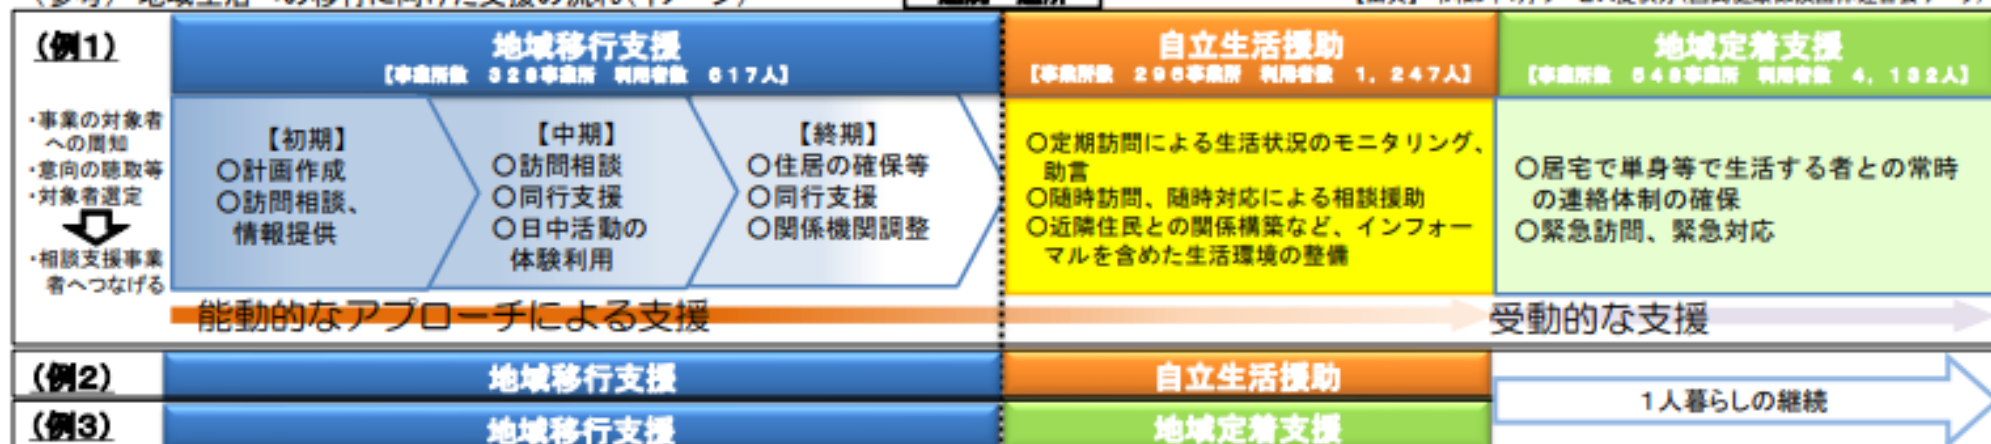 (例1)
地域移行支援
【事業所数 328事業所 利用者数 617人】
自立生活援助
【事業所数 296事業所 利用者数 1,247人】
地域定着支援
【事業所数 548事業所 利用者数 4,132人】
・事業の対象者
への周知
・意向の聴取等
・対象者選定
・相談支援事業
者へつなげる
【初期】
○計画作成
○訪問相談、
情報提供
【中期】
○訪問相談
○同行支援
○日中活動の
体験利用
【終期】
○住居の確保等
○同行支援
○関係機関調整
○定期訪問による生活状況のモニタリング、
助言
○随時訪問、随時対応による相談援助
○近隣住民との関係構築など、インフォー
マルを含めた生活環境の整備
○居宅で単身等で生活する者との常時
の連絡体制の確保
○緊急訪問、緊急対応
能動的なアプローチによる支援
受動的な支援
(例2)
地域移行支援
自立生活援助
1人暮らしの継続
(例3)
地域移行支援
地域定着支援